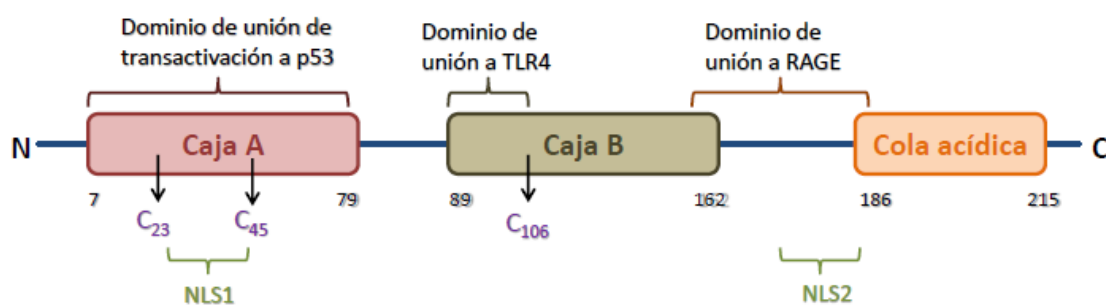 Dominio de unión de
transactivación a p53
Dominio de
unión a TLR4
Dominio de
unión a RAGE
N
Caja A
Caja B
Cola acídica
C
7
79
89
162
186
215
C23
C45
C106
NLS1
NLS2